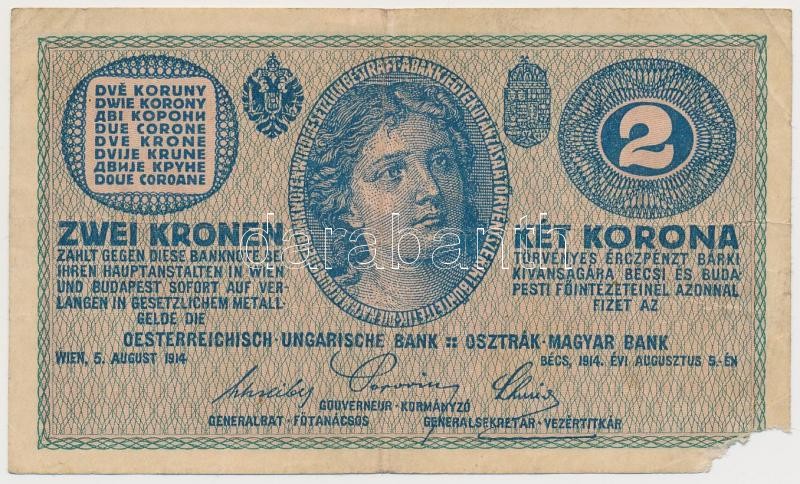 DVĚ KORUNY
DWIE KORONY
ДВІ КОРОНИ
DUE CORONE
DVE KRONE
DVIJE KRUNE
ДВИЈЕ КРУНЕ
DOUE COROANE
2
ZWEI KRONEN
ZAHLT GEGEN DIESE BANKNOTE BEI
IHREN HAUPTANSTALTEN IN WIEN
UND BUDAPEST SOFORT AUF VER-
LANGEN IN GESETZLICHEM METALL-
GELDE DIE
KÉT KORONA
TÖRVÉNYES ÉRCZPÉNZT BÁRKI
KIVÁNSÁGÁRA BÉCSI ÉS BUDA-
PESTI FŐINTÉZETEINÉL AZONNAL
FIZET AZ
OESTERREICHISCH-UNGARISCHE BANK :: OSZTRÁK-MAGYAR BANK
WIEN, 5. AUGUST 1914
BÉCS, 1914. ÉVI AUGUSZTUS 5.-ÉN
GOUVERNEUR-KORMÁNYZÓ
GENERALRAT-FŐTANÁCSOS
GENERALSEKRETÄR-VEZÉRTITKÁR
darabanth